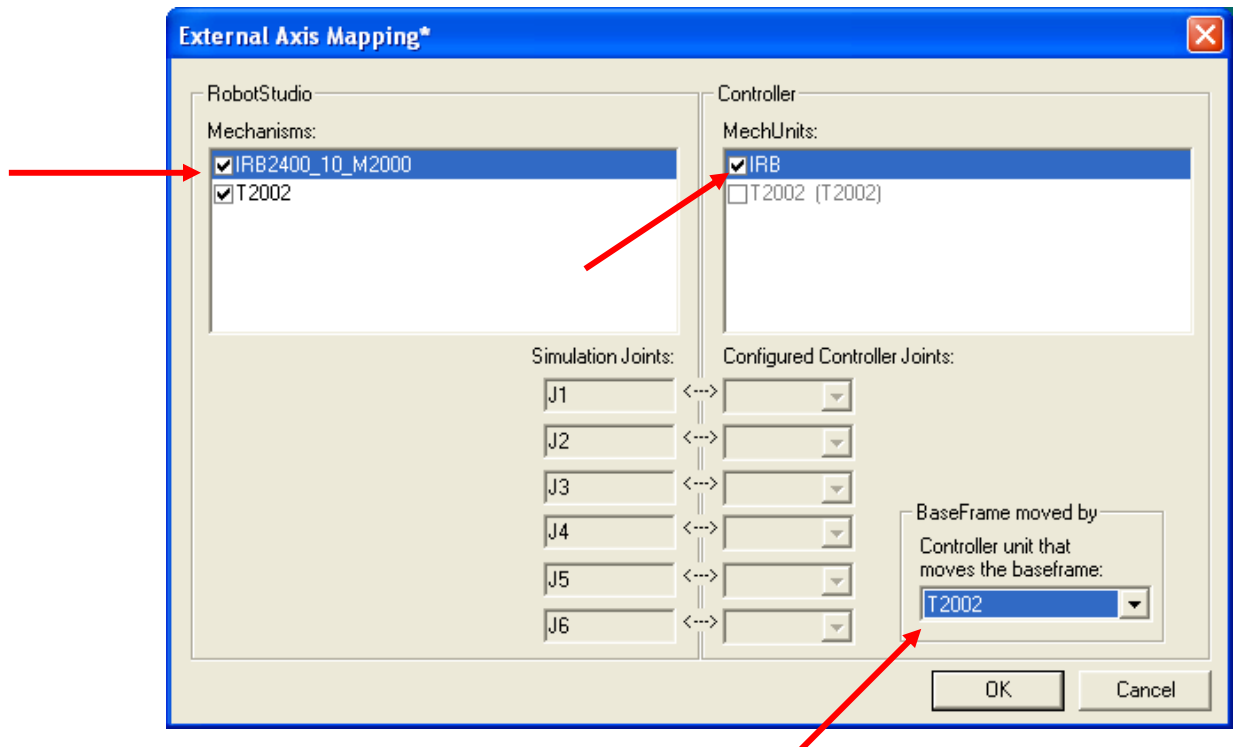 External Axis Mapping*
RobotStudio
Mechanisms:
IRB2400_10_M2000
T2002
Controller
MechUnits:
IRB
T2002 (T2002)
Simulation Joints:
Configured Controller Joints:
J1
<--->
J2
<--->
J3
<--->
J4
<--->
J5
<--->
J6
<--->
BaseFrame moved by
Controller unit that
moves the baseframe:
T2002
OK
Cancel